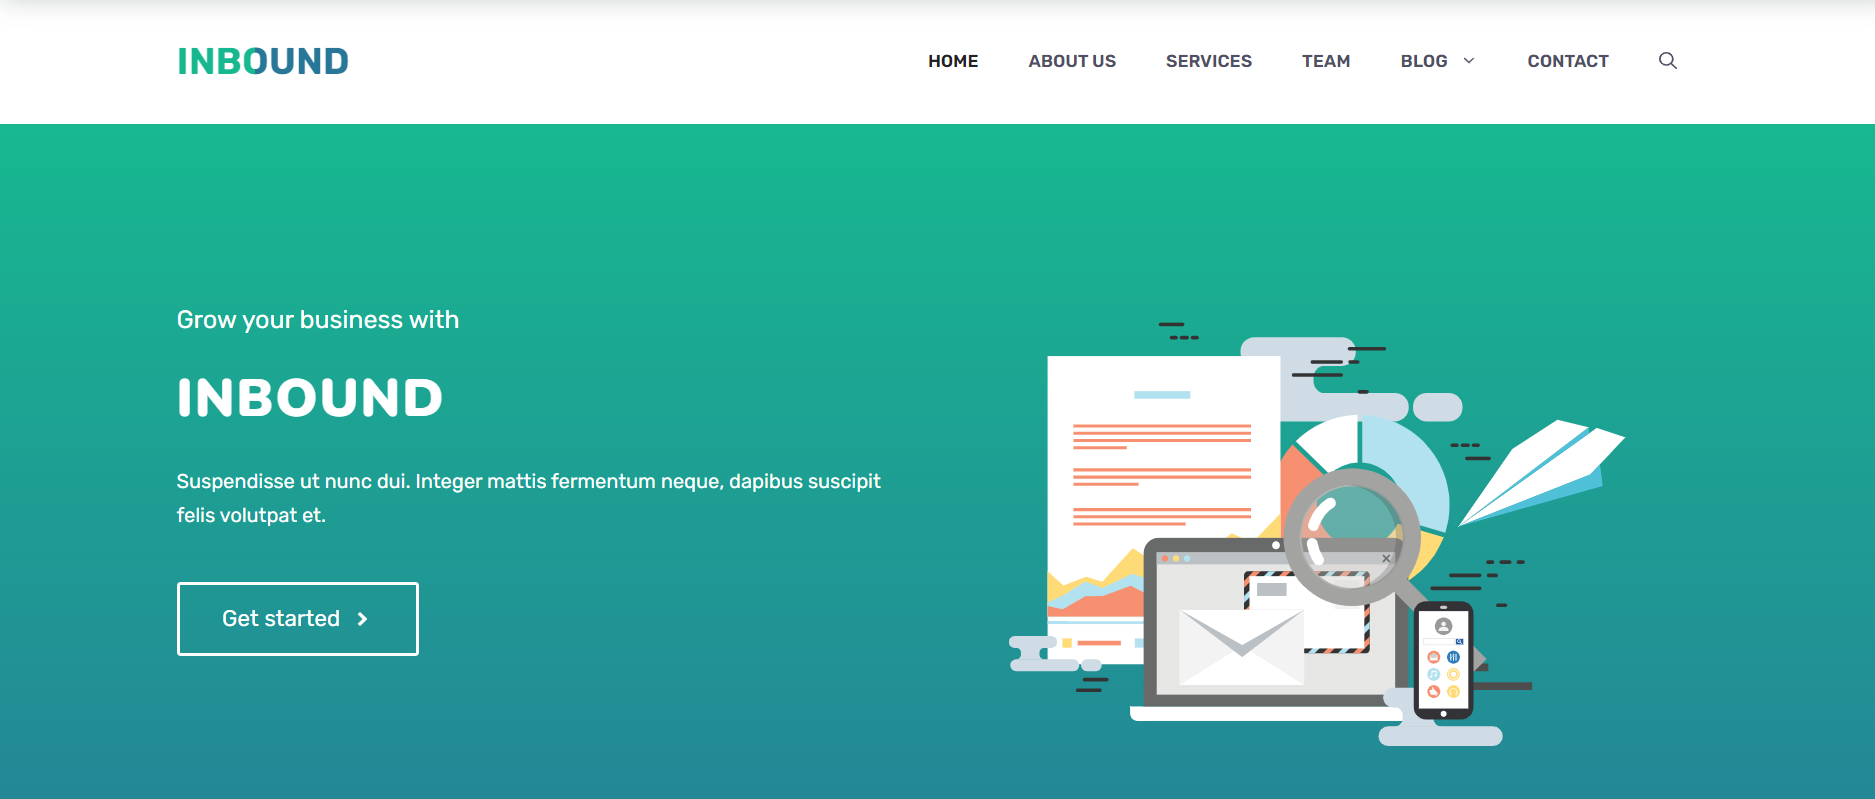 INBOUND
HOME ABOUT US SERVICES TEAM BLOG CONTACT
Grow your business with
INBOUND
Suspendisse ut nunc dui. Integer mattis fermentum neque, dapibus suscipit
felis volutpat et.
Get started